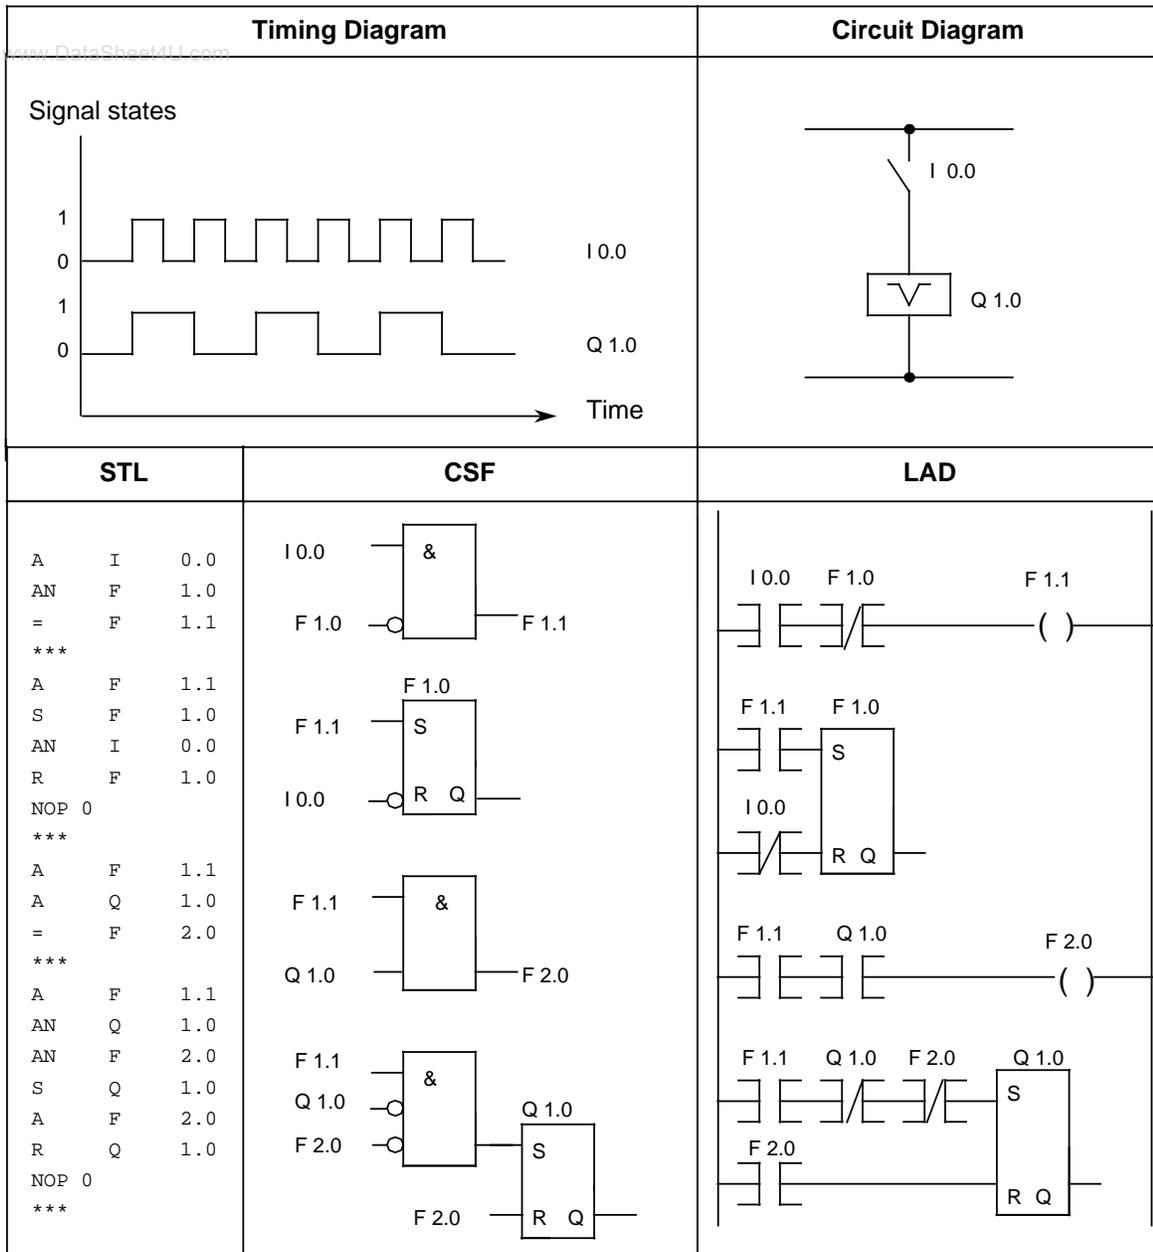 Timing Diagram
Circuit Diagram
www.DataSheet4U.com
Signal states
1
0
I 0.0
1
0
Q 1.0
Time
I 0.0
Q 1.0
STL
CSF
LAD
A I 0.0
AN F 1.0
= F 1.1
***
A F 1.1
S F 1.0
AN I 0.0
R F 1.0
NOP 0
***
A F 1.1
A Q 1.0
= F 2.0
***
A F 1.1
AN Q 1.0
AN F 2.0
S Q 1.0
A F 2.0
R Q 1.0
NOP 0
***
I 0.0
&
F 1.0
F 1.1
F 1.0
F 1.1
S
I 0.0
R Q
F 1.1
&
Q 1.0
F 2.0
F 1.1
&
Q 1.0
F 2.0
Q 1.0
S
F 2.0
R Q
I 0.0 F 1.0 F 1.1
( )
F 1.1 F 1.0
S
I 0.0
R Q
F 1.1 Q 1.0 F 2.0
( )
F 1.1 Q 1.0 F 2.0 Q 1.0
S
F 2.0
R Q